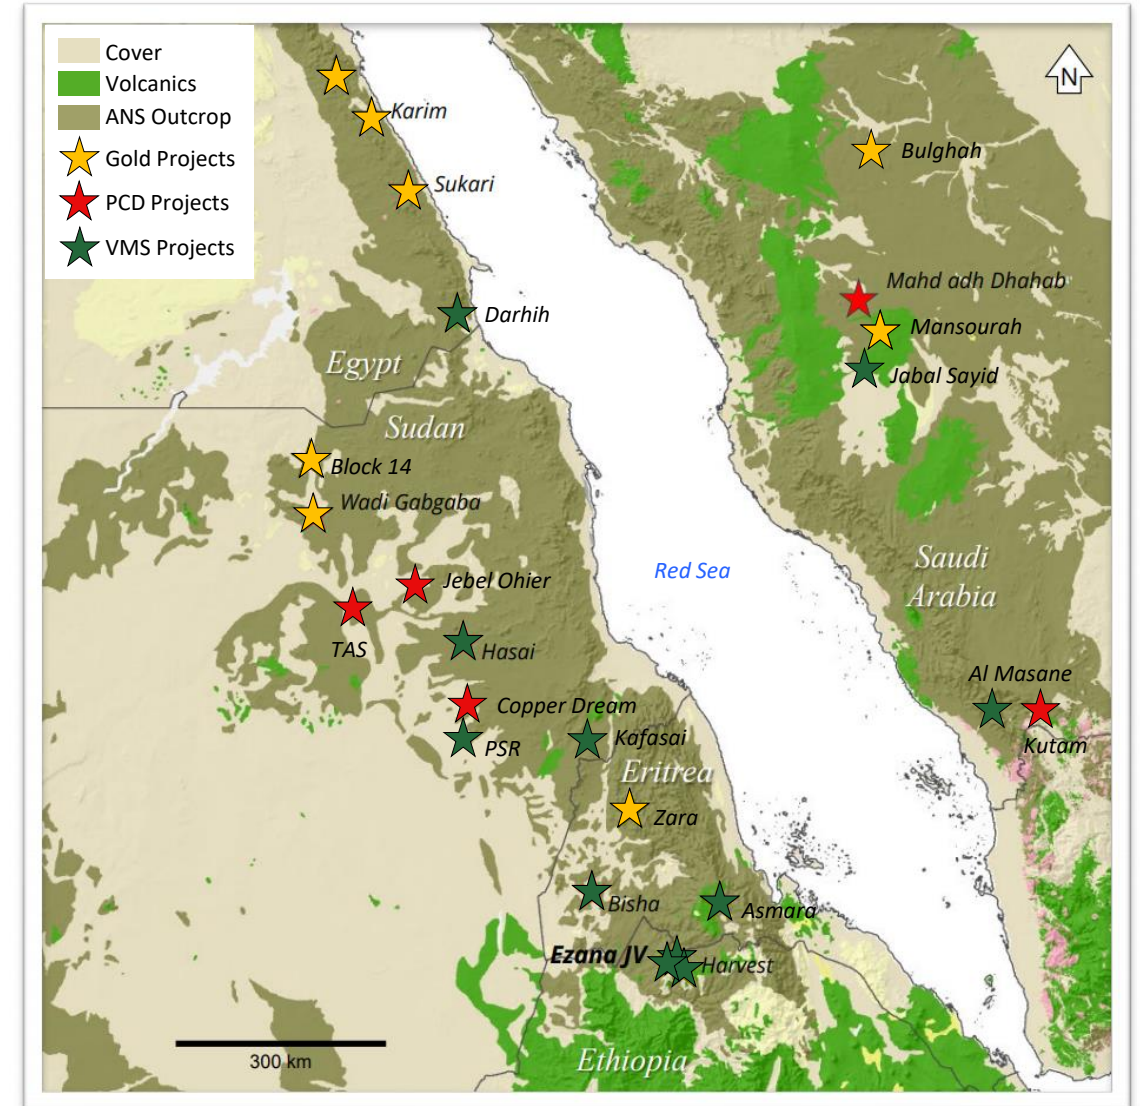 Cover
Volcanics
ANS Outcrop
Gold Projects
PCD Projects
VMS Projects
N
Karim
Bulghah
Sukari
Mahd adh Dhahab
Darhih
Mansourah
Egypt
Jabal Sayid
Sudan
Block 14
Wadi Gabgaba
Saudi
Arabia
Red Sea
Jebel Ohier
TAS
Hasai
Al Masane
Copper Dream
Kafasai
PSR
Kutam
Eritrea
Zara
Bisha
Asmara
Ezana JV
Harvest
300 km
Ethiopia